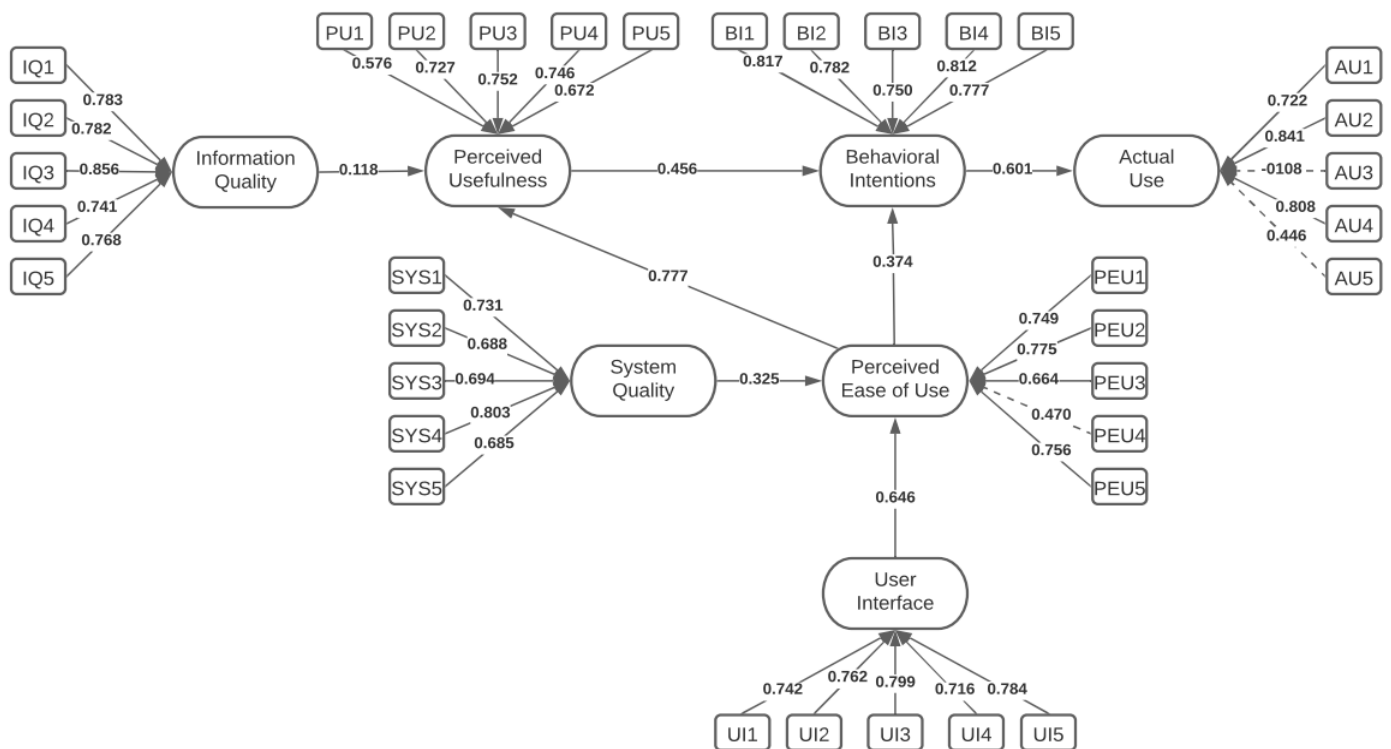 PU1 PU2 PU3 PU4 PU5
0.576 0.727 0.752 0.746 0.672
BI1 BI2 BI3 BI4 BI5
0.817 0.782 0.750 0.812 0.777
IQ1
0.783
IQ2
0.782
IQ3
0.856
IQ4
0.741
IQ5
0.768
Information
Quality
0.118
Perceived
Usefulness
0.456
Behavioral
Intentions
0.601
Actual
Use
AU1
0.722
AU2
0.841
AU3
-0108
AU4
0.808
AU5
0.446
0.777
0.374
SYS1
0.731
SYS2
0.688
SYS3
0.694
SYS4
0.803
SYS5
0.685
System
Quality
0.325
Perceived
Ease of Use
PEU1
0.749
PEU2
0.775
PEU3
0.664
PEU4
0.470
PEU5
0.756
0.646
User
Interface
0.742 0.762 0.799 0.716 0.784
UI1 UI2 UI3 UI4 UI5